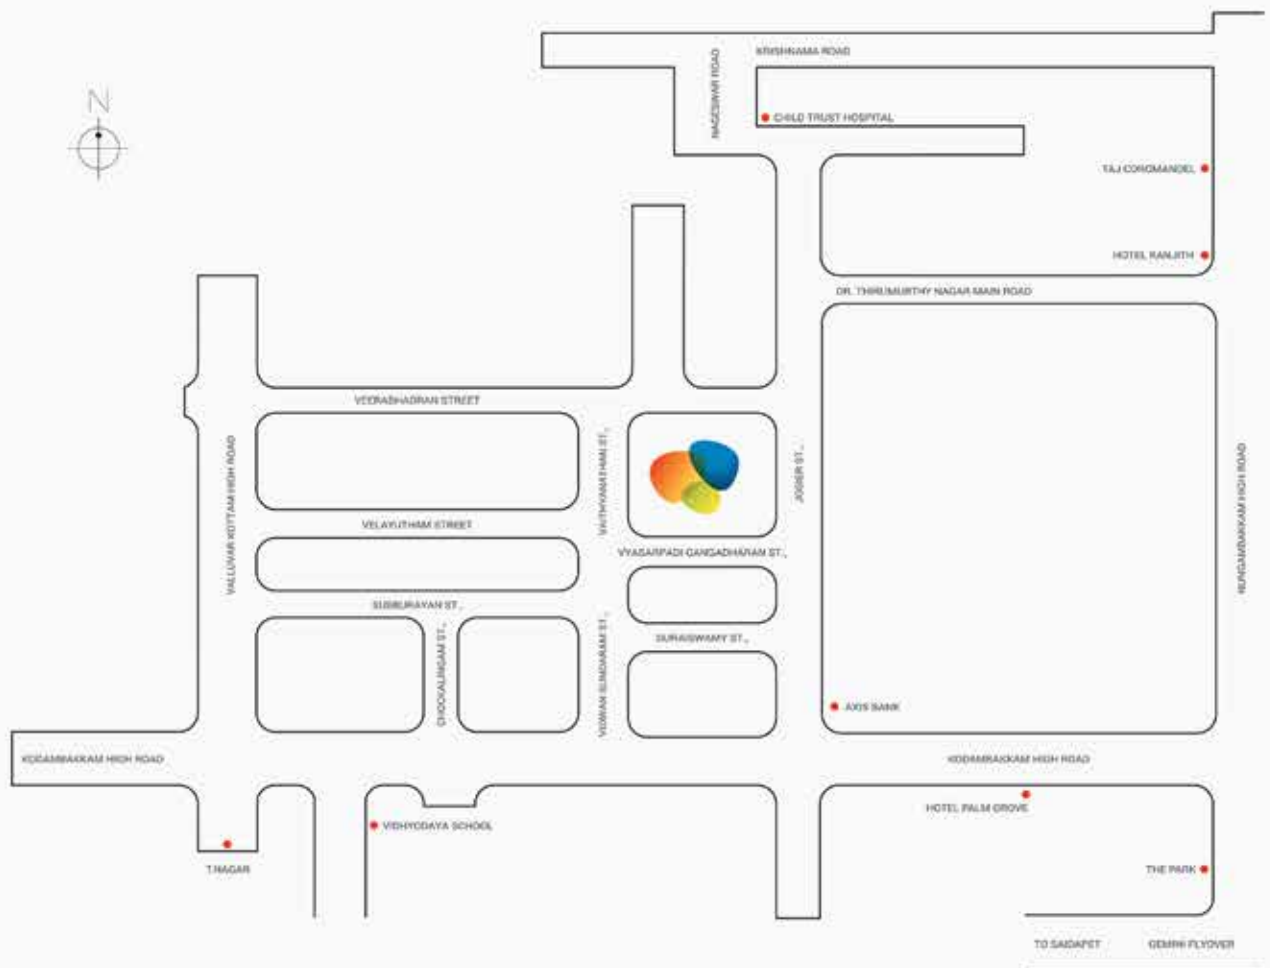 N
KRISHNAMA ROAD
NAGESWAR ROAD
CHILD TRUST HOSPITAL
TAJ COROMANDEL
HOTEL RANJITH
DR. THIRUMURTHY NAGAR MAIN ROAD
VEERABHADRAN STREET
VALLUVAR KOTTAM HIGH ROAD
VAITHYANATHAN ST.,
JOSIER ST.,
NUNGAMBAKKAM HIGH ROAD
VELAYUTHAM STREET
VYASARPADI GANGADHARAN ST.,
SUBBURAYAN ST.,
CHOCKALINGAM ST.,
VIDWAN SUNDARAM ST.,
DURAISWAMY ST.,
AXIS BANK
KODAMBAKKAM HIGH ROAD
KODAMBAKKAM HIGH ROAD
HOTEL PALM GROVE
VIDHYODAYA SCHOOL
T.NAGAR
THE PARK
TO SAIDAPET
GEMINI FLYOVER